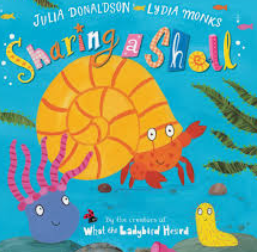 JULIA DONALDSON LYDIA MONKS
Sharing a Shell
By the creators of
What the Ladybird Heard